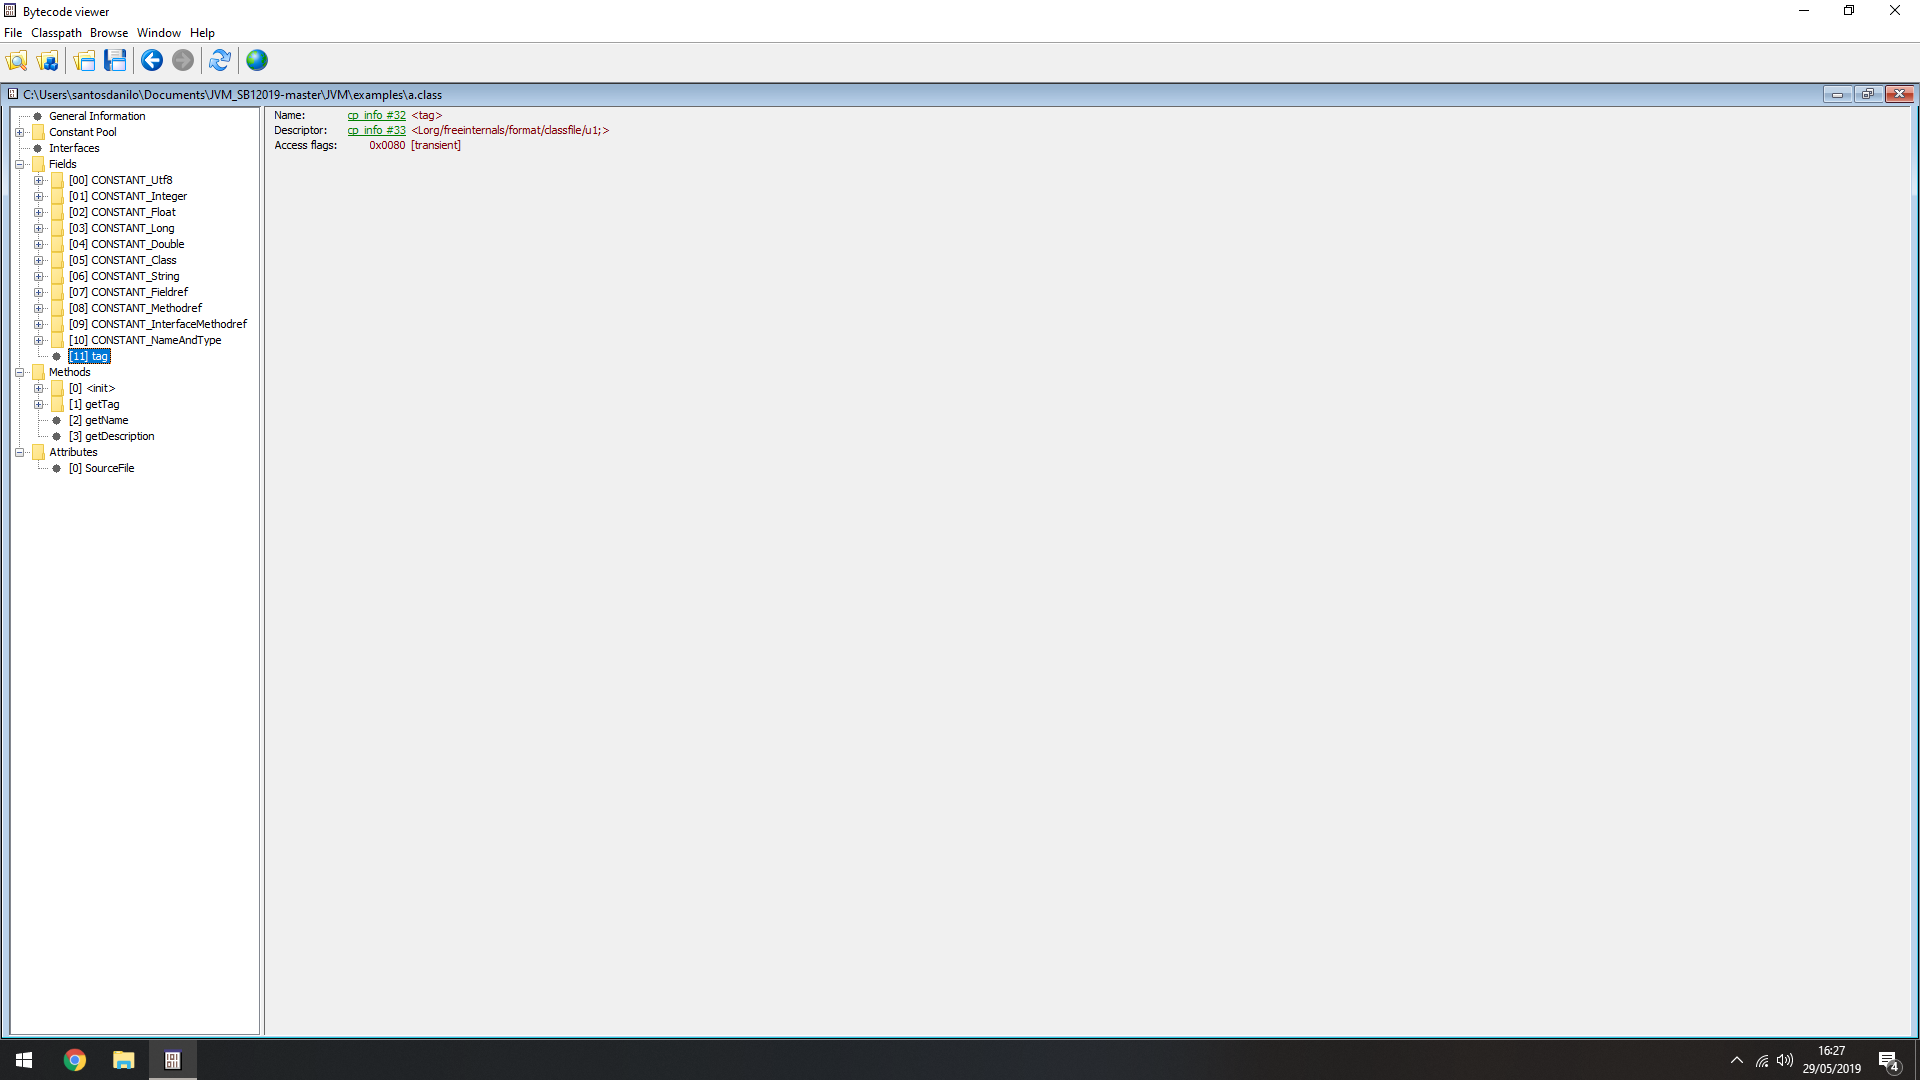 Bytecode viewer
File Classpath Browse Window Help
C:\Users\santosdanilo\Documents\JVM_SB12019-master\JVM\examples\a.class
General Information
Constant Pool
Interfaces
Fields
[00] CONSTANT_Utf8
[01] CONSTANT_Integer
[02] CONSTANT_Float
[03] CONSTANT_Long
[04] CONSTANT_Double
[05] CONSTANT_Class
[06] CONSTANT_String
[07] CONSTANT_Fieldref
[08] CONSTANT_Methodref
[09] CONSTANT_InterfaceMethodref
[10] CONSTANT_NameAndType
[11] tag
Methods
[0] <init>
[1] getTag
[2] getName
[3] getDescription
Attributes
[0] SourceFile
Name: cp_info #32 <tag>
Descriptor: cp_info #33 <Lorg/freeinternals/format/classfile/u1;>
Access flags: 0x0080 [transient]
16:27
29/05/2019
4